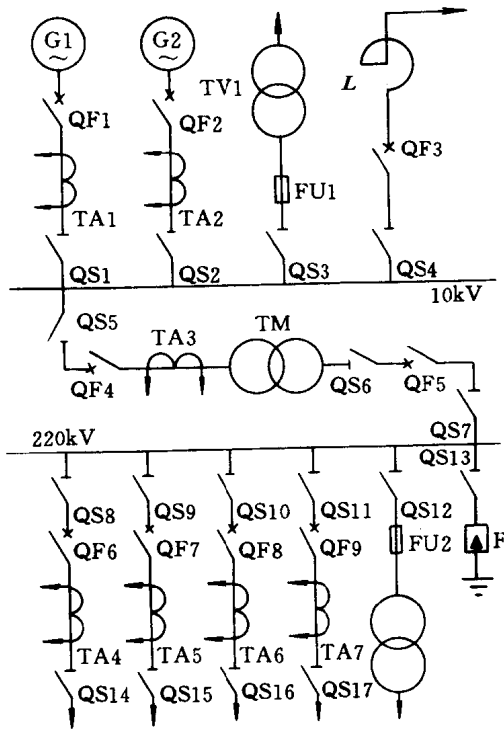 G1 G2
~ ~
TV1
L
QF1 QF2 QF3
FU1
TA1 TA2
QS1 QS2 QS3 QS4
10kV
QS5
TA3 TM
QF4 QS6 QF5
QS7
220kV
QS13
QS8 QS9 QS10 QS11 QS12
QF6 QF7 QF8 QF9 FU2 F
TA4 TA5 TA6 TA7
QS14 QS15 QS16 QS17